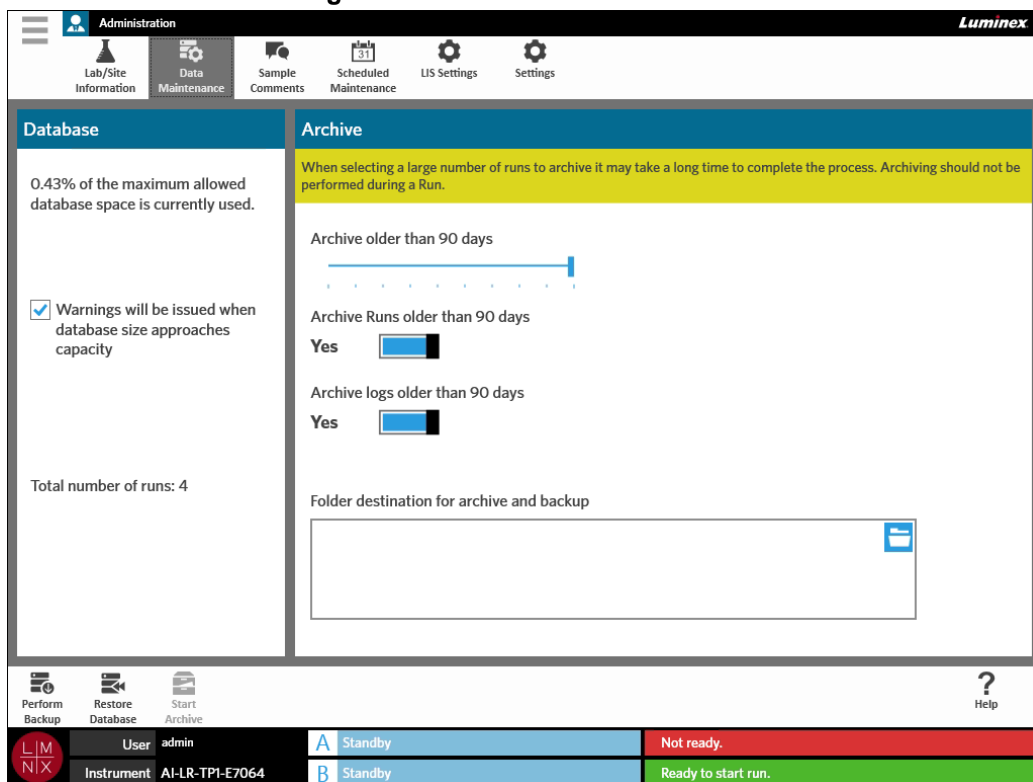 Administration
Luminex
Lab/Site
Information
Data
Maintenance
Sample
Comments
31
Scheduled
Maintenance
LIS Settings
Settings
Database
0.43% of the maximum allowed
database space is currently used.
Warnings will be issued when
database size approaches
capacity
Total number of runs: 4
Archive
When selecting a large number of runs to archive it may take a long time to complete the process. Archiving should not be
performed during a Run.
Archive older than 90 days
Archive Runs older than 90 days
Yes
Archive logs older than 90 days
Yes
Folder destination for archive and backup
Perform
Backup
Restore
Database
Start
Archive
?
Help
L M
N X
User admin
Instrument AI-LR-TP1-E7064
A Standby
B Standby
Not ready.
Ready to start run.